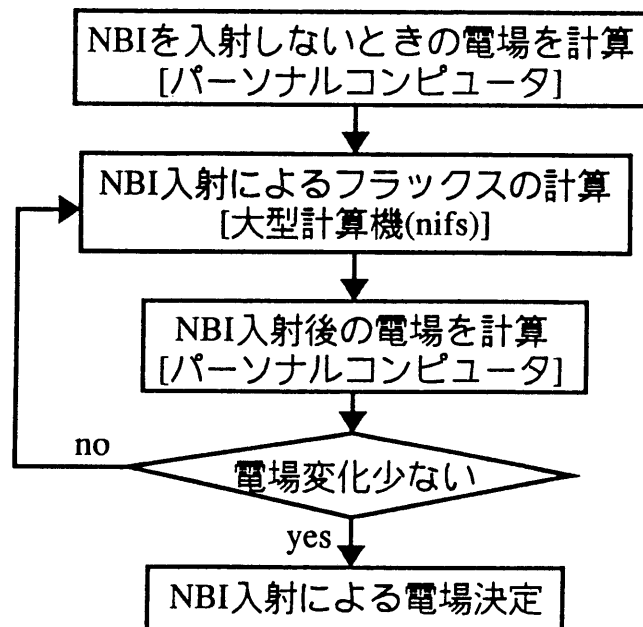 NBIを入射しないときの電場を計算
[パーソナルコンピュータ]
NBI入射によるフラックスの計算
[大型計算機(nifs)]
NBI入射後の電場を計算
[パーソナルコンピュータ]
no
電場変化少ない
yes
NBI入射による電場決定